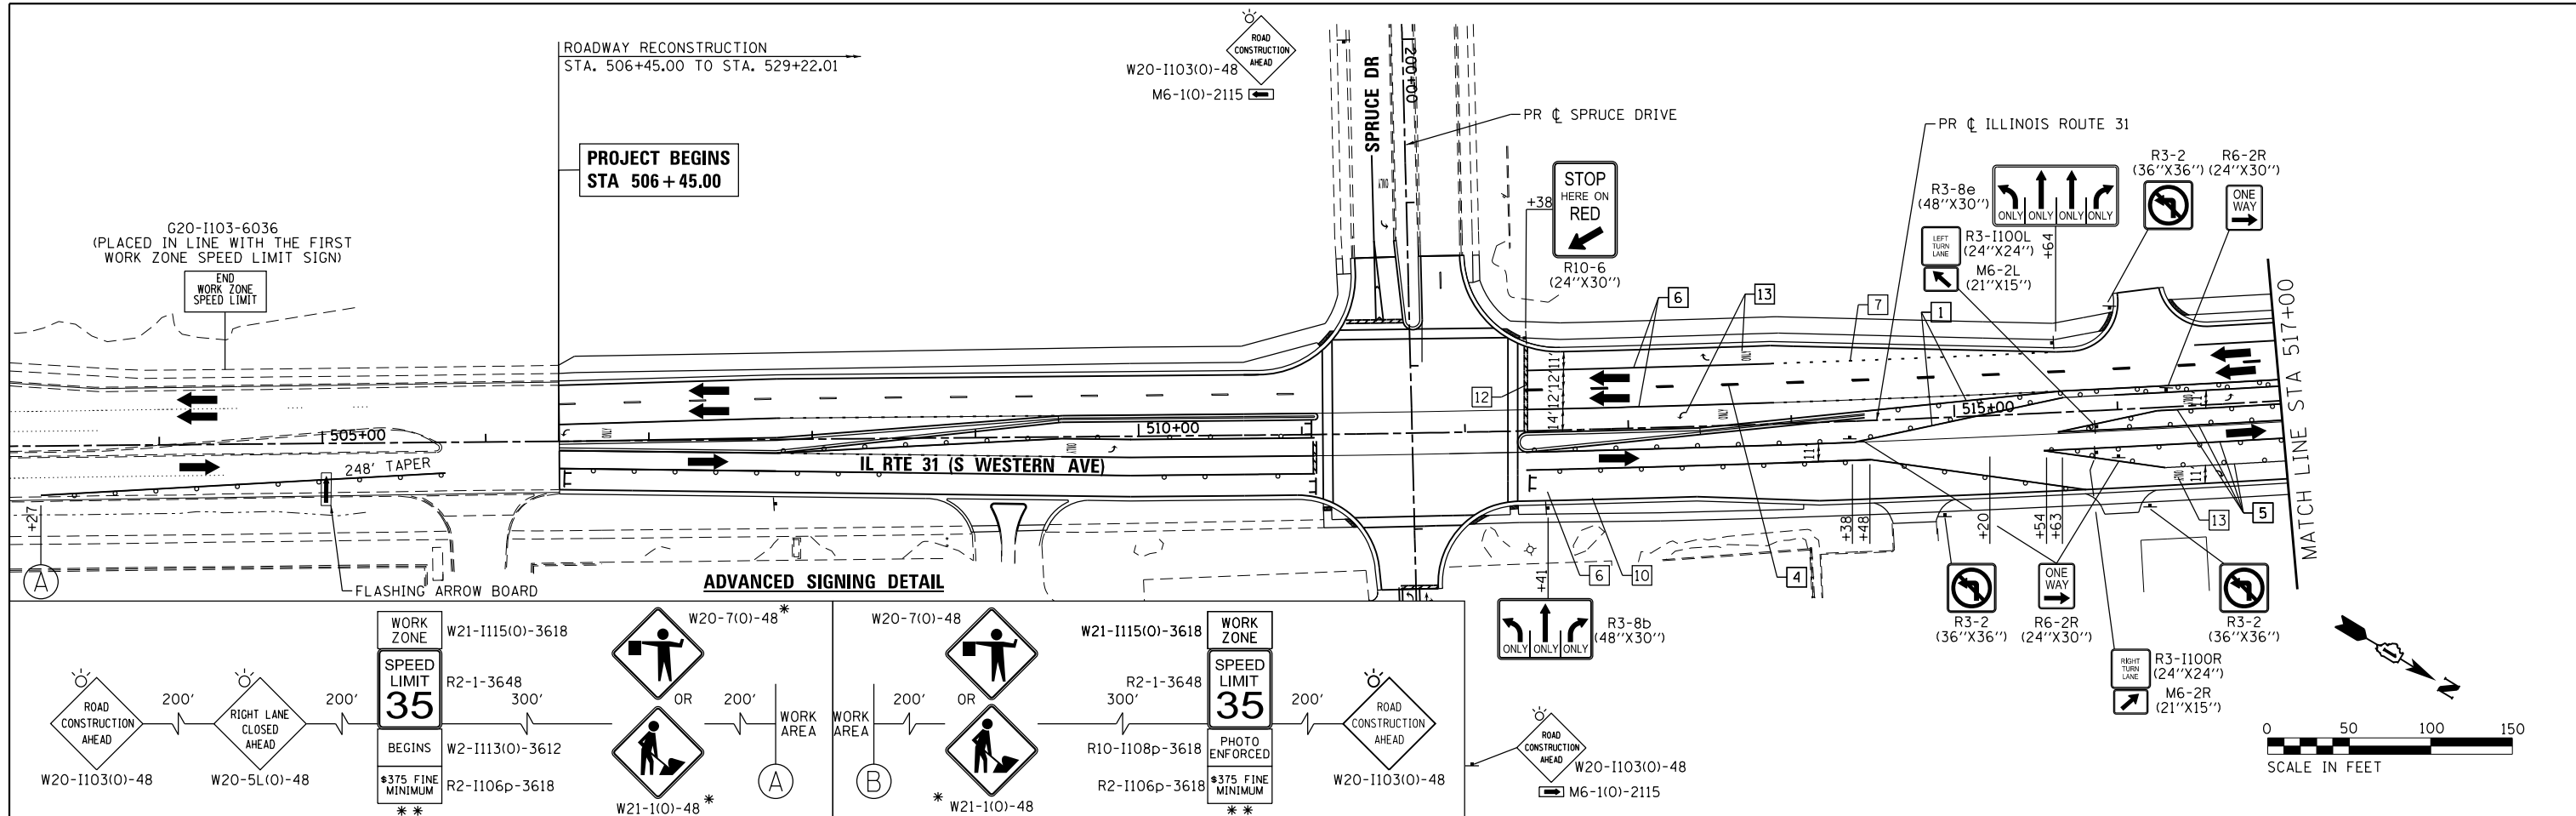 ROADWAY RECONSTRUCTION
STA. 506+45.00 TO STA. 529+22.01
PROJECT BEGINS
STA 506+45.00
G20-I103-6036
(PLACED IN LINE WITH THE FIRST
WORK ZONE SPEED LIMIT SIGN)
END
WORK ZONE
SPEED LIMIT
ROAD
CONSTRUCTION
AHEAD
W20-I103(O)-48
M6-1(O)-2115
SPRUCE DR
200+00
PR ℄ SPRUCE DRIVE
PR ℄ ILLINOIS ROUTE 31
+38
STOP
HERE ON
RED
R10-6
(24"X30")
R3-8e
(48"X30")
ONLY ONLY ONLY ONLY
+64
R3-2
(36"X36")
R6-2R
(24"X30")
ONE
WAY
LEFT
TURN
LANE
R3-I100L
(24"X24")
M6-2L
(21"X15")
6
13
7
1
12
14' 12' 12' 11'
ONLY
ONLY
ONLY
ONLY
ONLY
ONLY
505+00
510+00
515+00
248' TAPER
IL RTE 31 (S WESTERN AVE)
11'
11'
11'
MATCH LINE STA 517+00
+27
A
FLASHING ARROW BOARD
+41
6
10
4
+38
+48
+20
+54
+63
13
5
R3-8b
(48"X30")
ONLY ONLY ONLY
R3-2
(36"X36")
ONE
WAY
R6-2R
(24"X30")
R3-2
(36"X36")
RIGHT
TURN
LANE
R3-I100R
(24"X24")
M6-2R
(21"X15")
N
0 50 100 150
SCALE IN FEET
ADVANCED SIGNING DETAIL
ROAD
CONSTRUCTION
AHEAD
W20-I103(O)-48
200'
RIGHT LANE
CLOSED
AHEAD
W20-5L(O)-48
200'
WORK
ZONE
W21-I115(O)-3618
SPEED
LIMIT
35
R2-1-3648
BEGINS
W2-I113(O)-3612
$375 FINE
MINIMUM
R2-I106p-3618
**
300'
W20-7(O)-48*
OR
W21-1(O)-48*
200'
WORK
AREA
A
WORK
AREA
B
200'
W20-7(O)-48
OR
*W21-1(O)-48
300'
W21-I115(O)-3618
WORK
ZONE
R2-1-3648
SPEED
LIMIT
35
R10-I108p-3618
PHOTO
ENFORCED
R2-I106p-3618
$375 FINE
MINIMUM
**
200'
ROAD
CONSTRUCTION
AHEAD
W20-I103(O)-48
ROAD
CONSTRUCTION
AHEAD
W20-I103(O)-48
M6-1(O)-2115